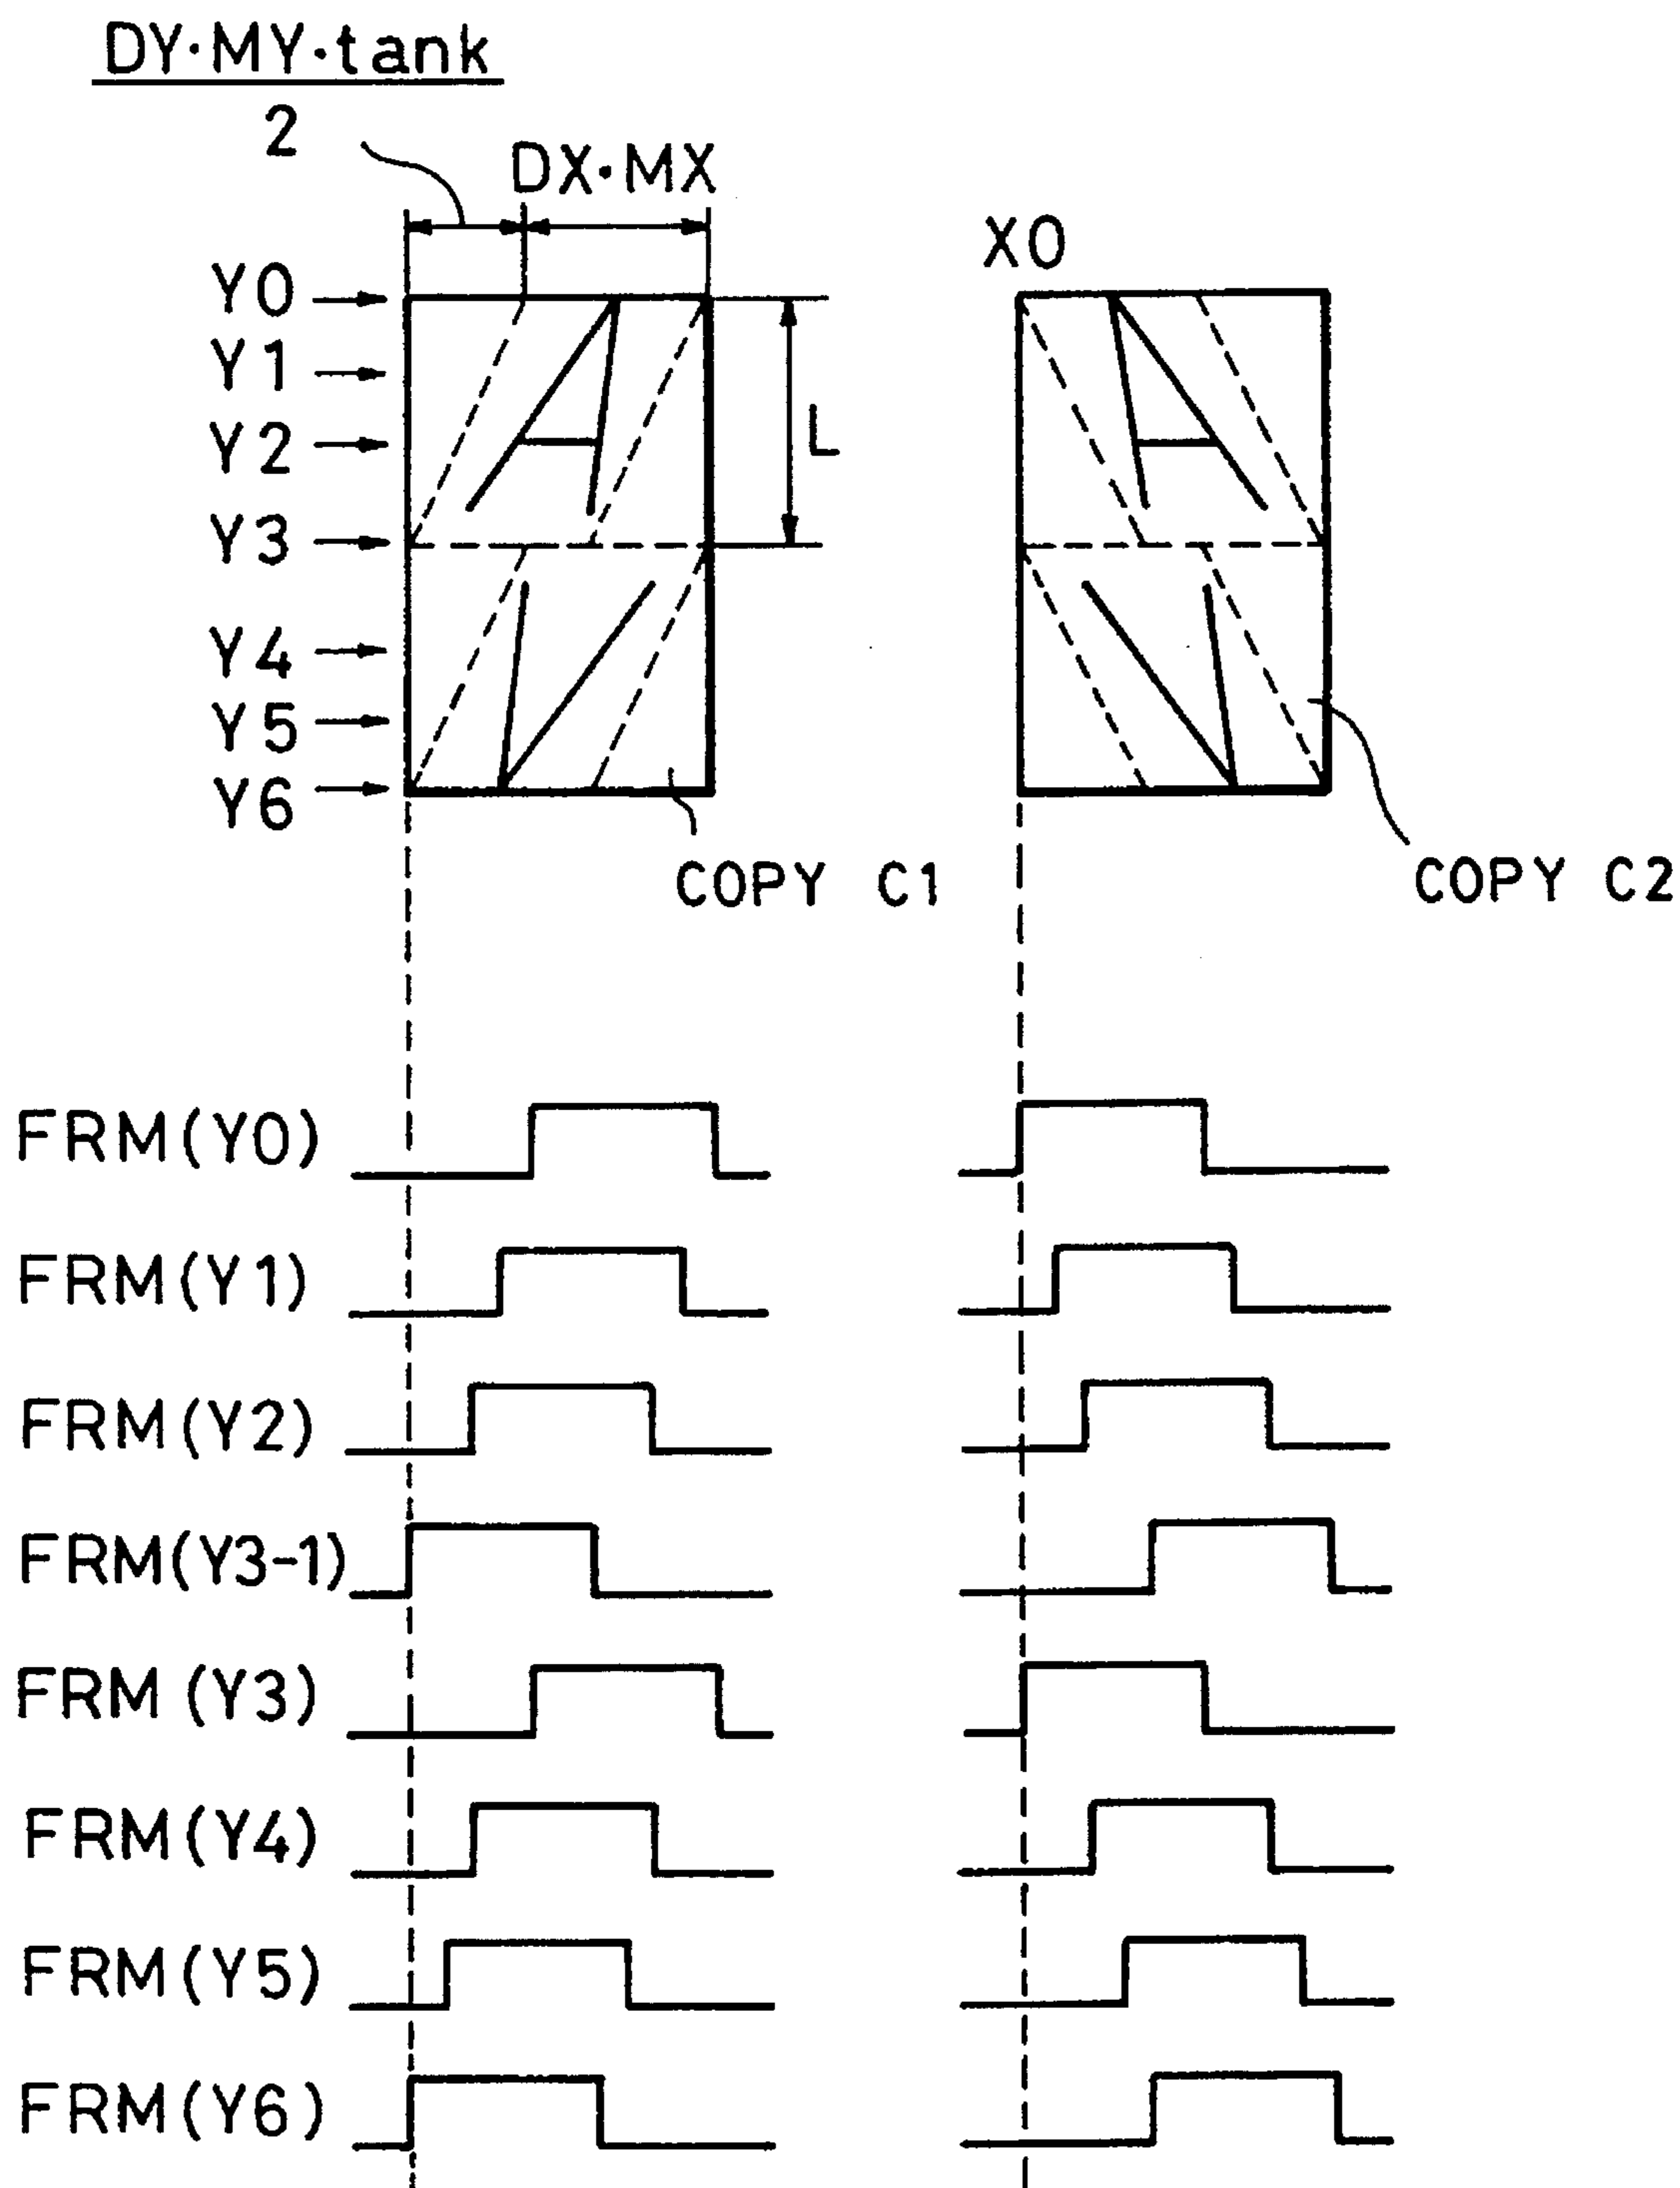 DY·MY·tank
2
DX·MX
X0
Y0
Y1
Y2
L
Y3
Y4
Y5
Y6
COPY C1
COPY C2
FRM(Y0)
FRM(Y1)
FRM(Y2)
FRM(Y3-1)
FRM(Y3)
FRM(Y4)
FRM(Y5)
FRM(Y6)